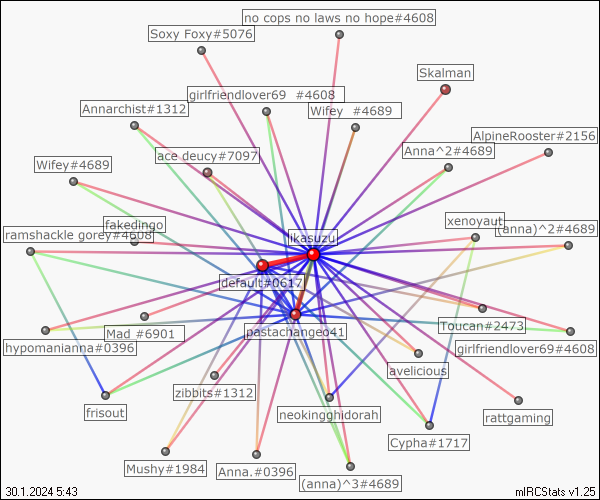 no cops no laws no hope#4608
Soxy Foxy#5076
Skalman
girlfriendlover69 #4608
Annarchist#1312
Wifey #4689
AlpineRooster#2156
ace deucy#7097
Anna^2#4689
Wifey#4689
fakedingo
xenoyaut
ramshackle gorey#4608
ikasuzu
(anna)^2#4689
default#0617
pastachangeo41
Toucan#2473
Mad #6901
hypomanianna#0396
girlfriendlover69#4608
avelicious
zibbits#1312
frisout
neokingghidorah
rattgaming
Cypha#1717
Mushy#1984
Anna.#0396
(anna)^3#4689
30.1.2024 5:43
mIRCStats v1.25